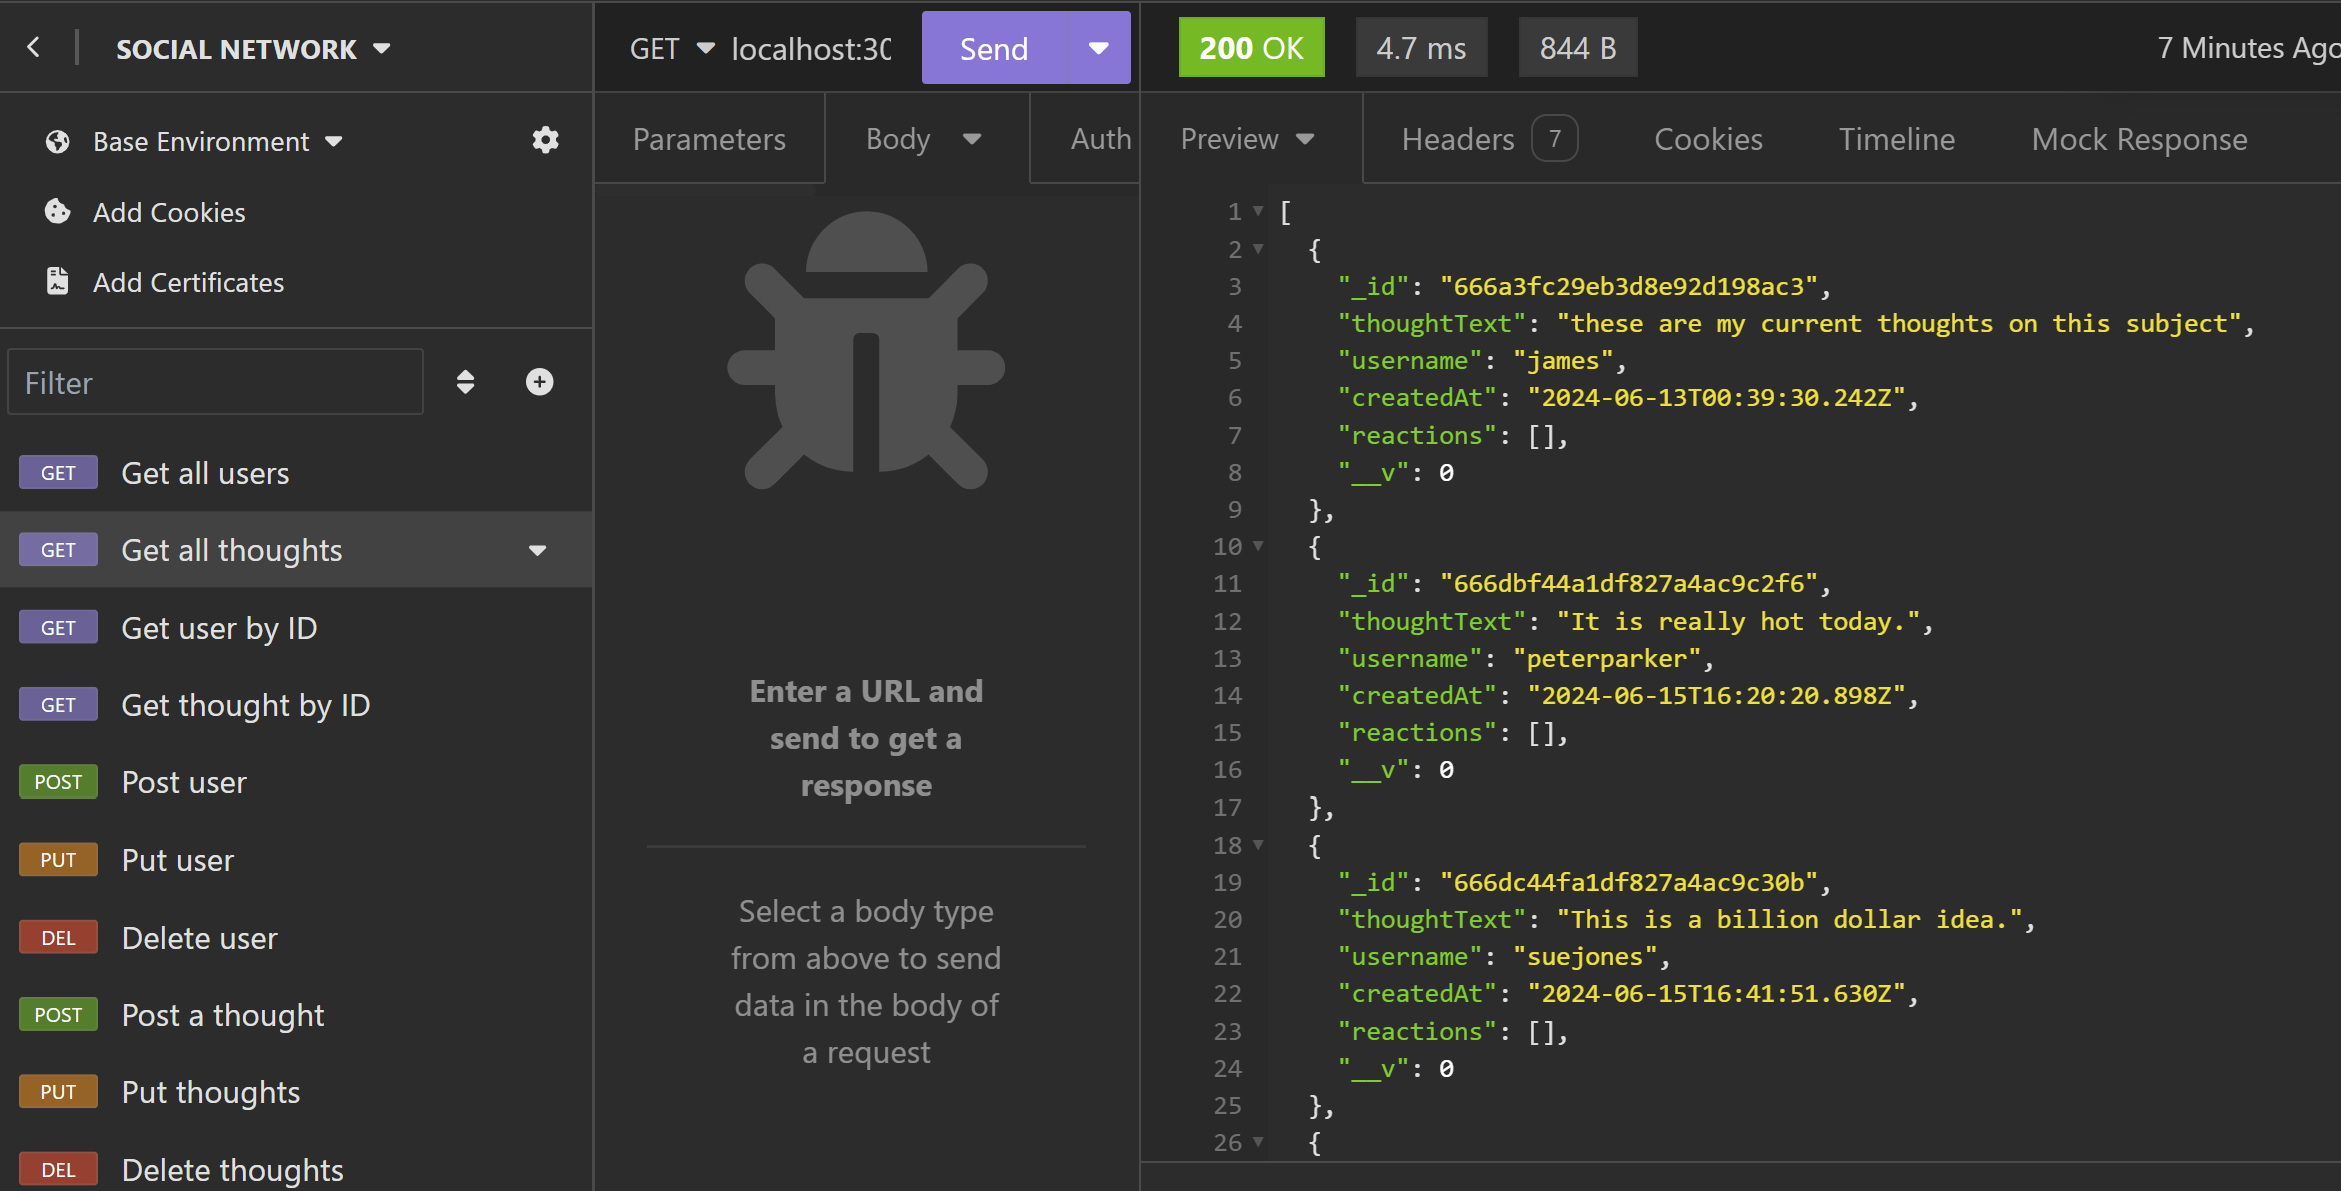 SOCIAL NETWORK
Base Environment
Add Cookies
Add Certificates
Filter
GET Get all users
GET Get all thoughts
GET Get user by ID
GET Get thought by ID
POST Post user
PUT Put user
DEL Delete user
POST Post a thought
PUT Put thoughts
DEL Delete thoughts
GET localhost:30 Send
Parameters Body Auth
Enter a URL and
send to get a
response
Select a body type
from above to send
data in the body of
a request
200 OK 4.7 ms 844 B 7 Minutes Ago
Preview Headers 7 Cookies Timeline Mock Response
1 [
2 {
3 "_id": "666a3fc29eb3d8e92d198ac3",
4 "thoughtText": "these are my current thoughts on this subject",
5 "username": "james",
6 "createdAt": "2024-06-13T00:39:30.242Z",
7 "reactions": [],
8 "__v": 0
9 },
10 {
11 "_id": "666dbf44a1df827a4ac9c2f6",
12 "thoughtText": "It is really hot today.",
13 "username": "peterparker",
14 "createdAt": "2024-06-15T16:20:20.898Z",
15 "reactions": [],
16 "__v": 0
17 },
18 {
19 "_id": "666dc44fa1df827a4ac9c30b",
20 "thoughtText": "This is a billion dollar idea.",
21 "username": "suejones",
22 "createdAt": "2024-06-15T16:41:51.630Z",
23 "reactions": [],
24 "__v": 0
25 },
26 {